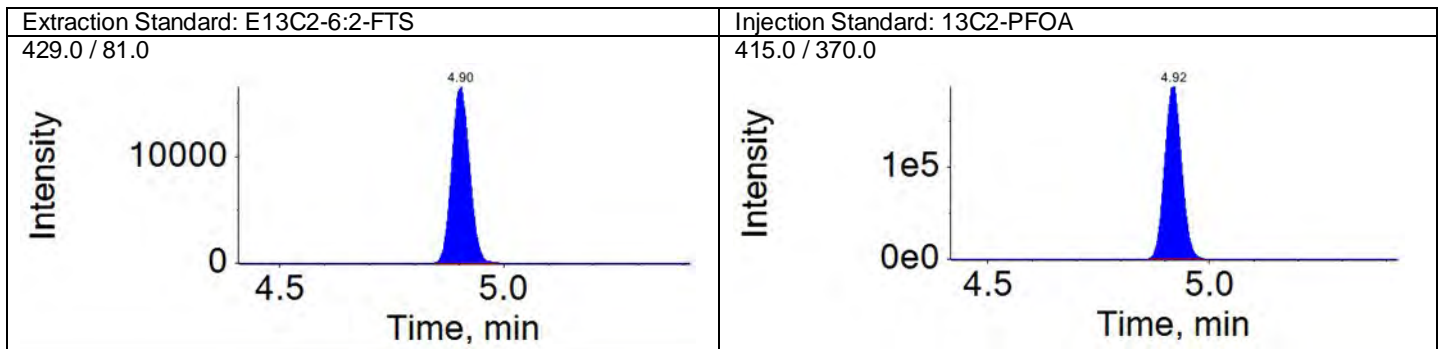 Extraction Standard: E13C2-6:2-FTS
429.0 / 81.0
4.90
Intensity
10000
0
4.5 5.0
Time, min
Injection Standard: 13C2-PFOA
415.0 / 370.0
4.92
Intensity
1e5
0e0
4.5 5.0
Time, min